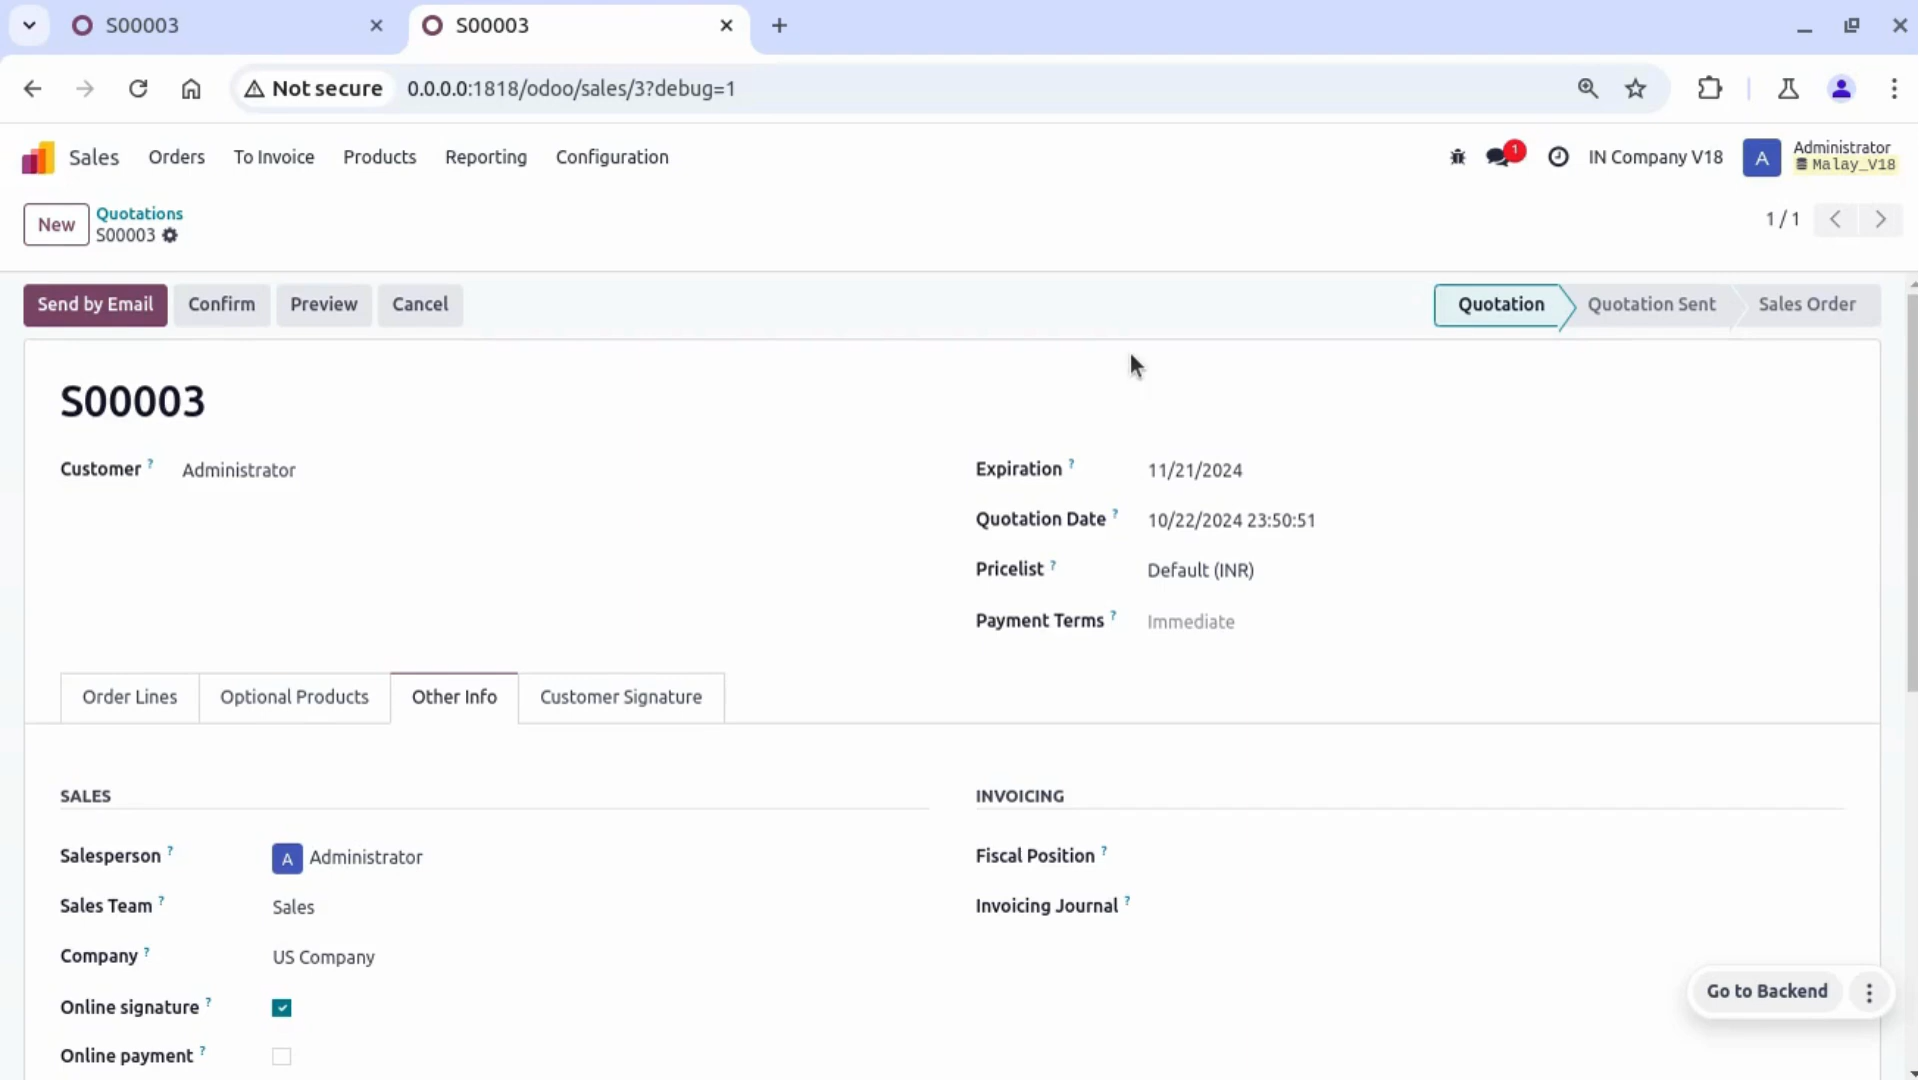 S00003
S00003
Not secure 0.0.0.0:1818/odoo/sales/3?debug=1
Sales Orders To Invoice Products Reporting Configuration
1 IN Company V18 A Administrator
Malay_V18
New Quotations
S00003
1 / 1
Send by Email Confirm Preview Cancel
Quotation Quotation Sent Sales Order
S00003
Customer ? Administrator
Expiration ? 11/21/2024
Quotation Date ? 10/22/2024 23:50:51
Pricelist ? Default (INR)
Payment Terms ? Immediate
Order Lines Optional Products Other Info Customer Signature
SALES
INVOICING
Salesperson ? A Administrator
Fiscal Position ?
Sales Team ? Sales
Invoicing Journal ?
Company ? US Company
Online signature ?
Online payment ?
Go to Backend